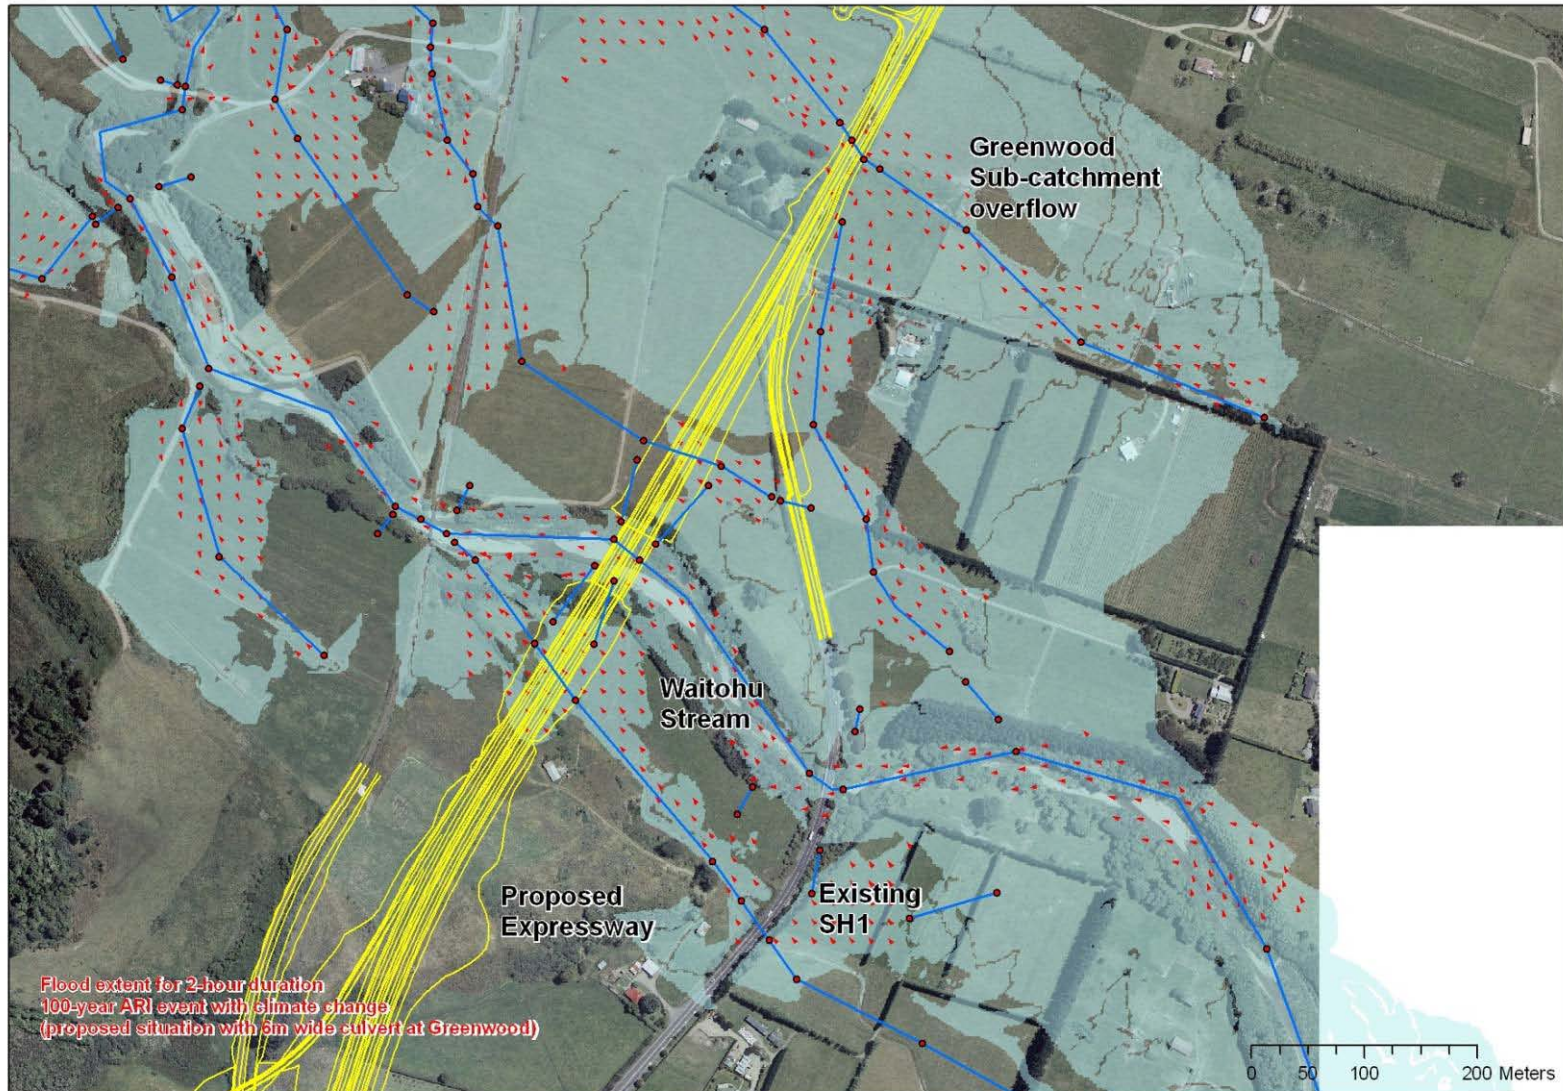 Greenwood
Sub-catchment
overflow
Waitohu
Stream
Proposed
Expressway
Existing
SH1
Flood extent for 2-hour duration
100-year ARI event with climate change
(proposed situation with 6m wide culvert at Greenwood)
0 50 100 200 Meters